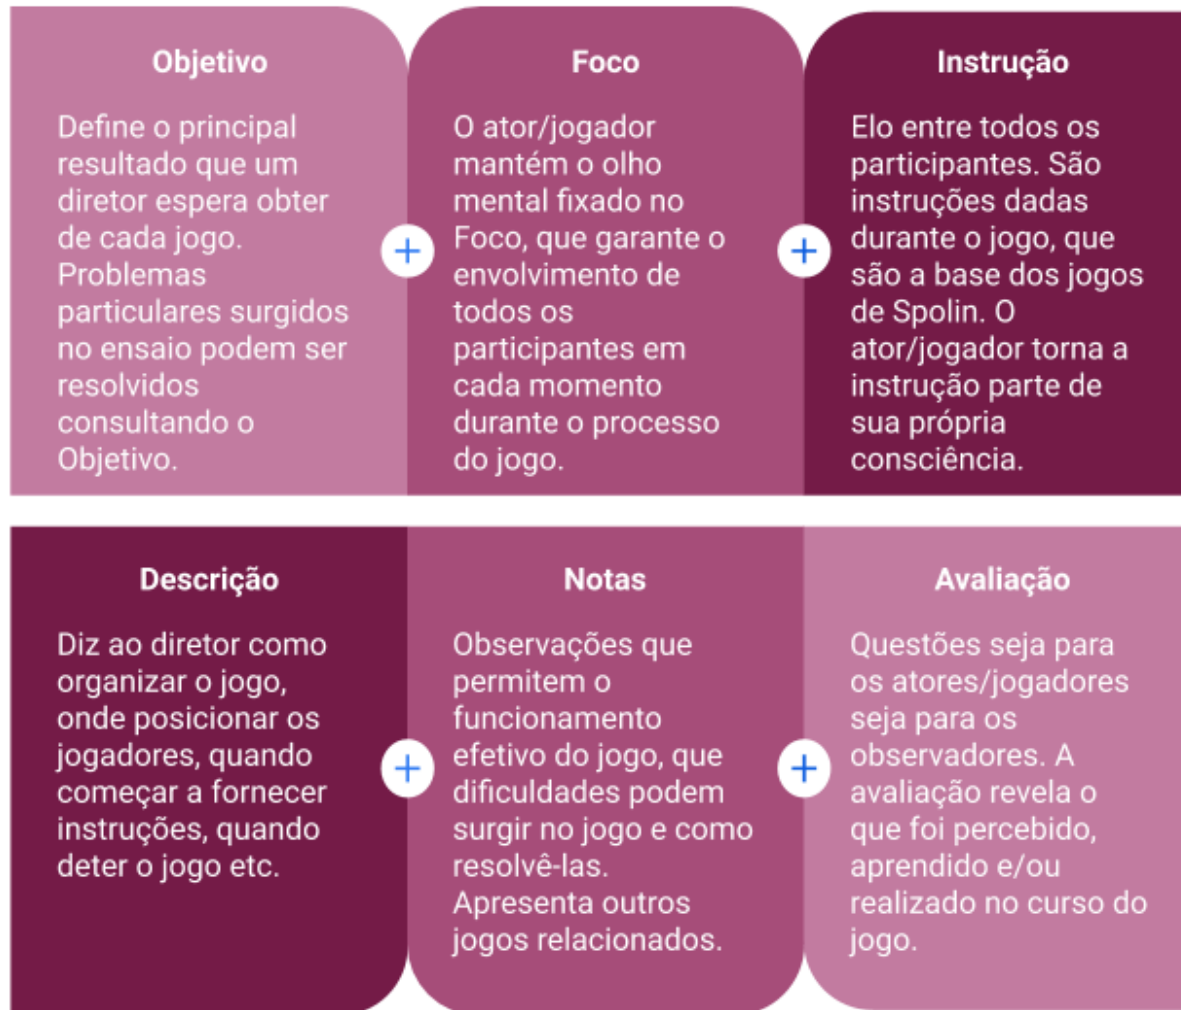 Objetivo
Define o principal
resultado que um
diretor espera obter
de cada jogo.
Problemas
particulares surgidos
no ensaio podem ser
resolvidos
consultando o
Objetivo.
Foco
O ator/jogador
mantém o olho
mental fixado no
Foco, que garante o
envolvimento de
todos os
participantes em
cada momento
durante o processo
do jogo.
Instrução
Elo entre todos os
participantes. São
instruções dadas
durante o jogo, que
são a base dos jogos
de Spolin. O
ator/jogador torna a
instrução parte de
sua própria
consciência.
Descrição
Diz ao diretor como
organizar o jogo,
onde posicionar os
jogadores, quando
começar a fornecer
instruções, quando
deter o jogo etc.
Notas
Observações que
permitem o
funcionamento
efetivo do jogo, que
dificuldades podem
surgir no jogo e como
resolvê-las.
Apresenta outros
jogos relacionados.
Avaliação
Questões seja para
os atores/jogadores
seja para os
observadores. A
avaliação revela o
que foi percebido,
aprendido e/ou
realizado no curso do
jogo.